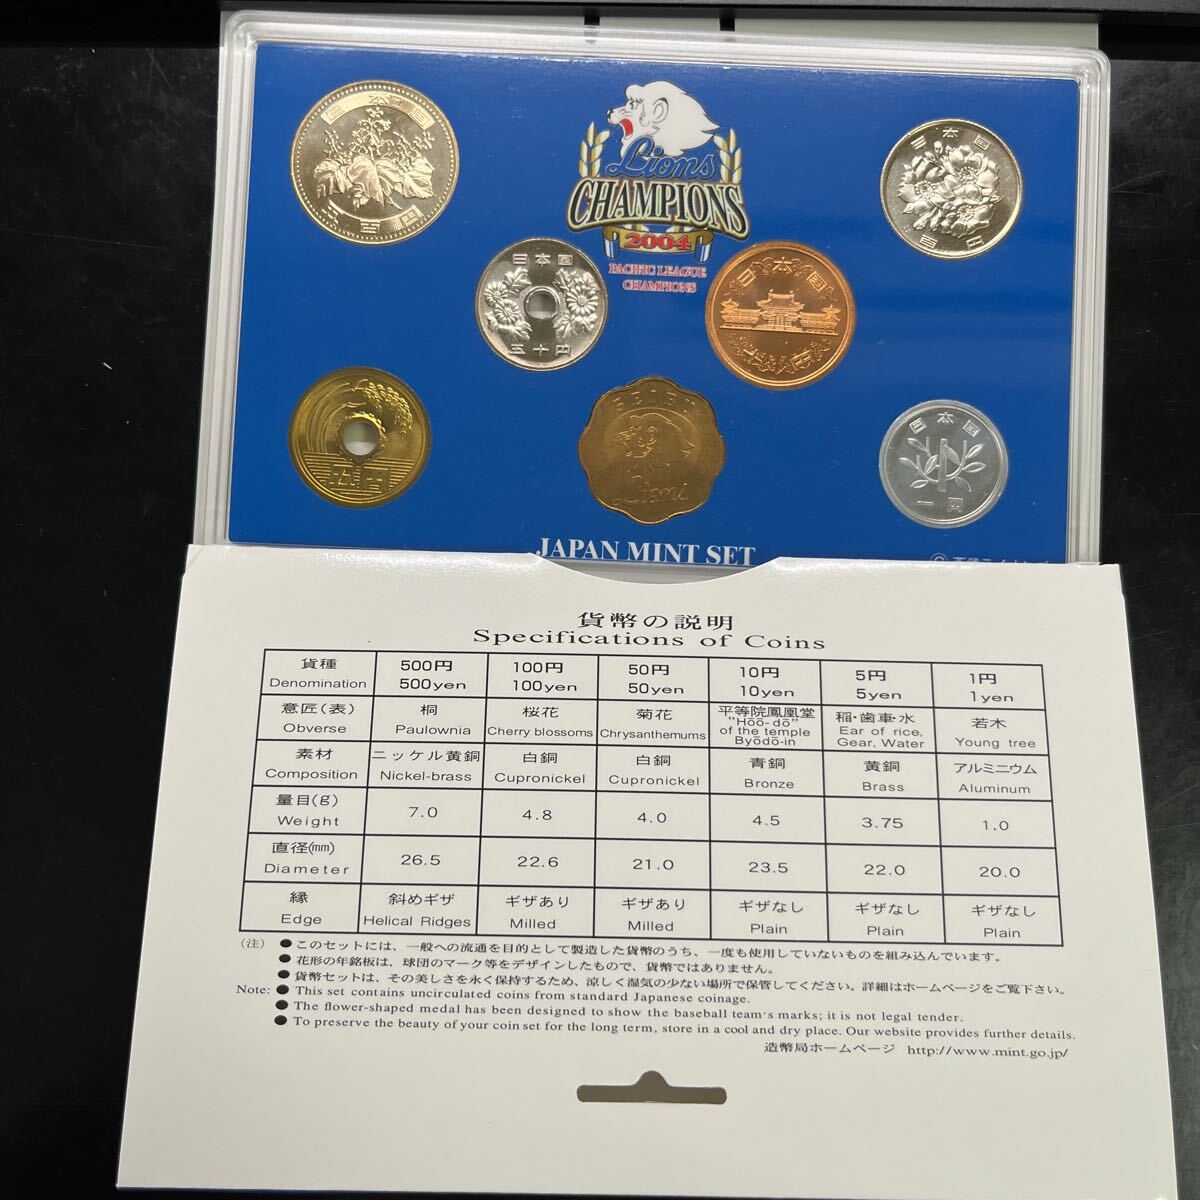 Lions
CHAMPIONS
2004
PACIFIC LEAGUE
CHAMPIONS
日本国
五百円
日本国
百円
日本国
五十円
日本国
五円
SEIBU
Lions
日本国
一円
JAPAN MINT SET
貨幣の説明
Specifications of Coins
貨種 500円 100円 50円 10円 5円 1円
Denomination 500yen 100yen 50yen 10yen 5yen 1yen
意匠(表) 桐 桜花 菊花 平等院鳳凰堂 稲・歯車・水 若木
Obverse Paulownia Cherry blossoms Chrysanthemums "Hōō-dō" of the temple Byōdō-in Ear of rice, Gear, Water Young tree
素材 ニッケル黄銅 白銅 白銅 青銅 黄銅 アルミニウム
Composition Nickel-brass Cupronickel Cupronickel Bronze Brass Aluminum
量目(g)
Weight 7.0 4.8 4.0 4.5 3.75 1.0
直径(mm)
Diameter 26.5 22.6 21.0 23.5 22.0 20.0
縁 斜めギザ ギザあり ギザあり ギザなし ギザなし ギザなし
Edge Helical Ridges Milled Milled Plain Plain Plain
(注) ●このセットには、一般への流通を目的として製造した貨幣のうち、一度も使用していないものを組み込んでいます。
●花形の年銘板は、球団のマーク等をデザインしたもので、貨幣ではありません。
●貨幣セットは、その美しさを永く保持するため、涼しく湿気の少ない場所で保管してください。詳細はホームページをご覧下さい。
Note: ● This set contains uncirculated coins from standard Japanese coinage.
● The flower-shaped medal has been designed to show the baseball team's marks; it is not legal tender.
● To preserve the beauty of your coin set for the long term, store in a cool and dry place. Our website provides further details.
造幣局ホームページ http://www.mint.go.jp/